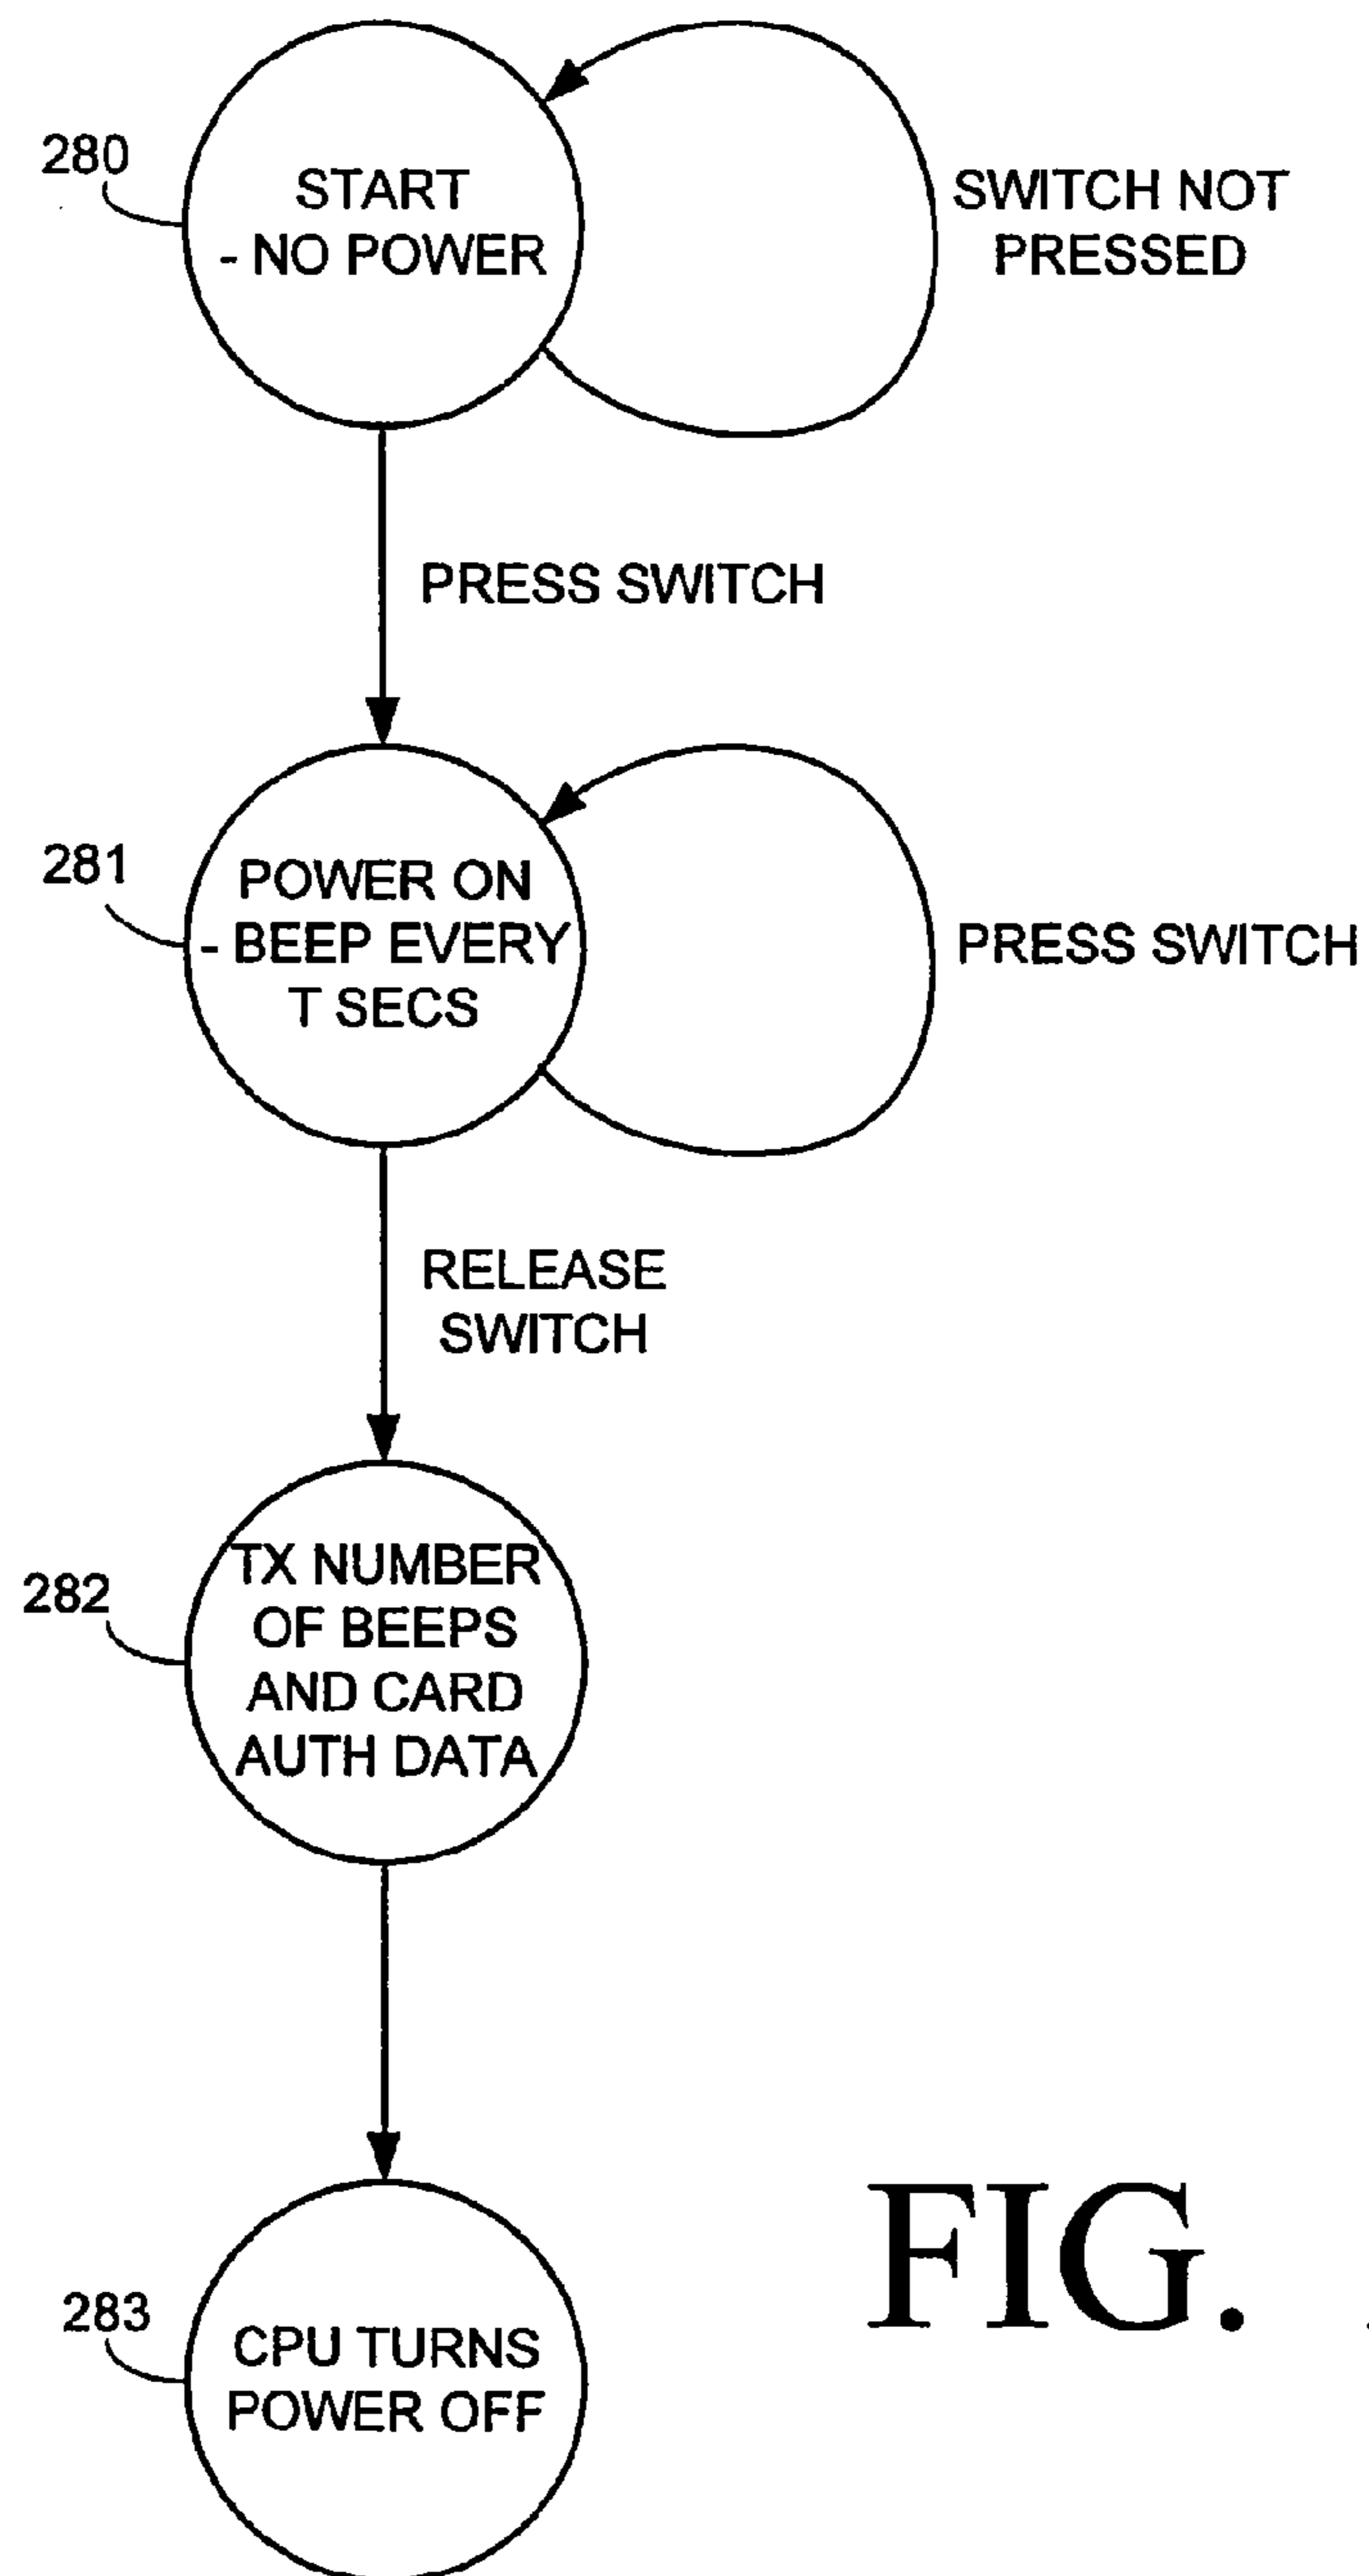 280
START
- NO POWER
SWITCH NOT
PRESSED
PRESS SWITCH
281
POWER ON
- BEEP EVERY
T SECS
PRESS SWITCH
RELEASE
SWITCH
282
TX NUMBER
OF BEEPS
AND CARD
AUTH DATA
283
CPU TURNS
POWER OFF
FIG.